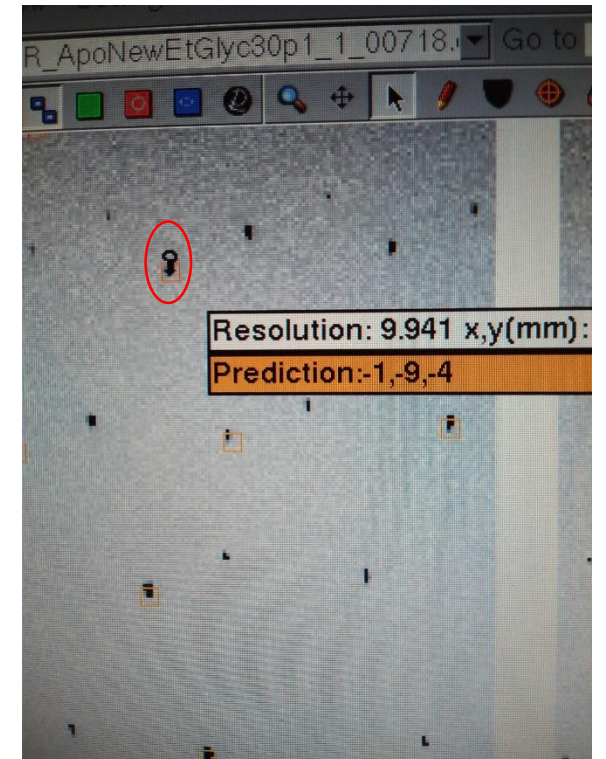 R_ApoNewEtGlyc30p1_1_00718.
Go to
Resolution: 9.941 x,y(mm):
Prediction:-1,-9,-4